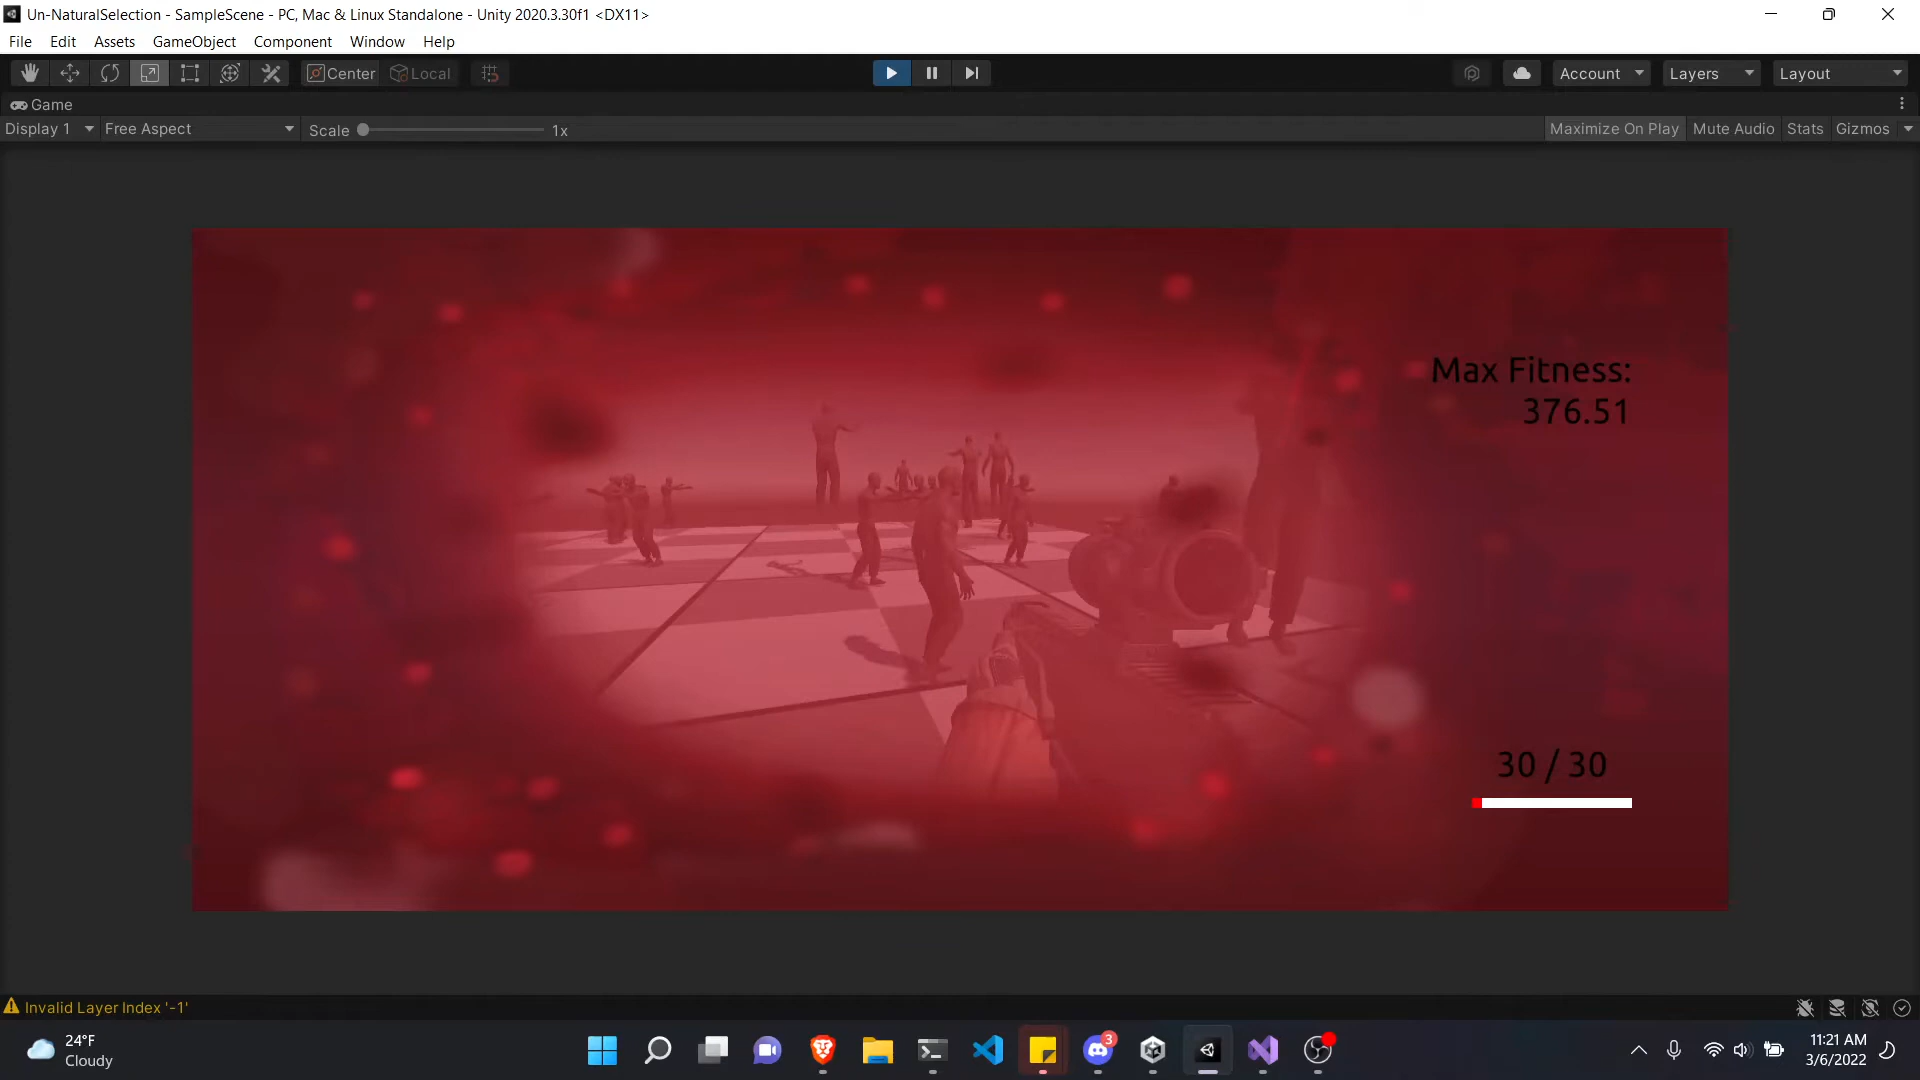 Un-NaturalSelection - SampleScene - PC, Mac & Linux Standalone - Unity 2020.3.30f1 <DX11>
File Edit Assets GameObject Component Window Help
Center Local Account Layers Layout
Game
Display 1 Free Aspect Scale 1x Maximize On Play Mute Audio Stats Gizmos
Max Fitness:
376.51
30 / 30
Invalid Layer Index '-1'
24°F
Cloudy
3
11:21 AM
3/6/2022